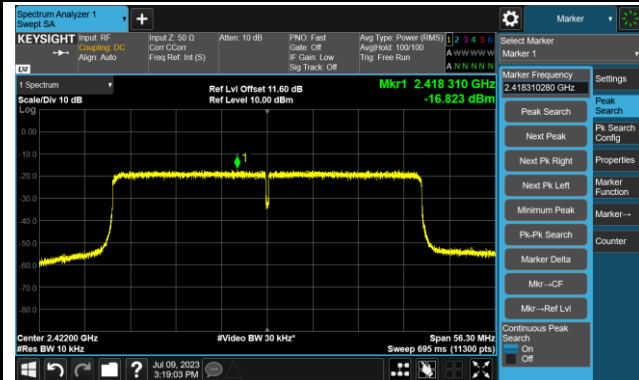 Spectrum Analyzer 1
Swept SA
Marker
KEYSIGHT
Input: RF
Coupling: DC
Align: Auto
Input Z: 50 Ω
Corr CCorr
Freq Ref: Int (S)
Atten: 10 dB
PNO: Fast
Gate: Off
IF Gain: Low
Sig Track: Off
Avg Type: Power (RMS)
Avg|Hold: 100/100
Trig: Free Run
1 2 3 4 5 6
A W W W W W
A N N N N N
LXI
Select Marker
Marker 1
1 Spectrum
Scale/Div 10 dB
Ref Lvl Offset 11.60 dB
Ref Level 10.00 dBm
Mkr1 2.418 310 GHz
-16.823 dBm
Log
0.00
-10.0
-20.0
-30.0
-40.0
-50.0
-60.0
-70.0
-80.0
1
Center 2.42200 GHz
#Res BW 10 kHz
#Video BW 30 kHz*
Span 56.30 MHz
Sweep 695 ms (11300 pts)
Marker Frequency
2.418310280 GHz
Peak Search
Next Peak
Next Pk Right
Next Pk Left
Minimum Peak
Pk-Pk Search
Marker Delta
Mkr→CF
Mkr→Ref Lvl
Continuous Peak
Search
On
Off
Settings
Peak
Search
Pk Search
Config
Properties
Marker
Function
Marker→
Counter
Jul 09, 2023
3:19:03 PM